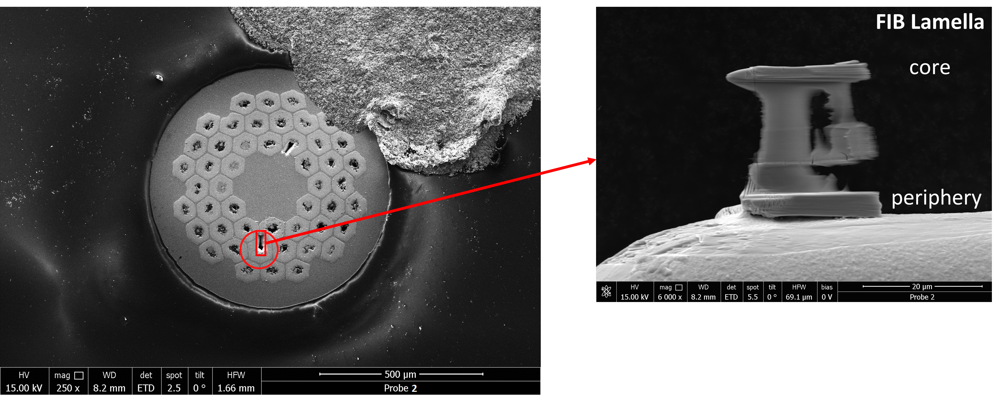 FIB Lamella
core
periphery
HV mag WD det spot tilt HFW bias 20 µm
15.00 kV 6 000 x 8.2 mm ETD 5.5 0 ° 69.1 µm 0 V Probe 2
HV mag WD det spot tilt HFW 500 µm
15.00 kV 250 x 8.2 mm ETD 2.5 0 ° 1.66 mm Probe 2